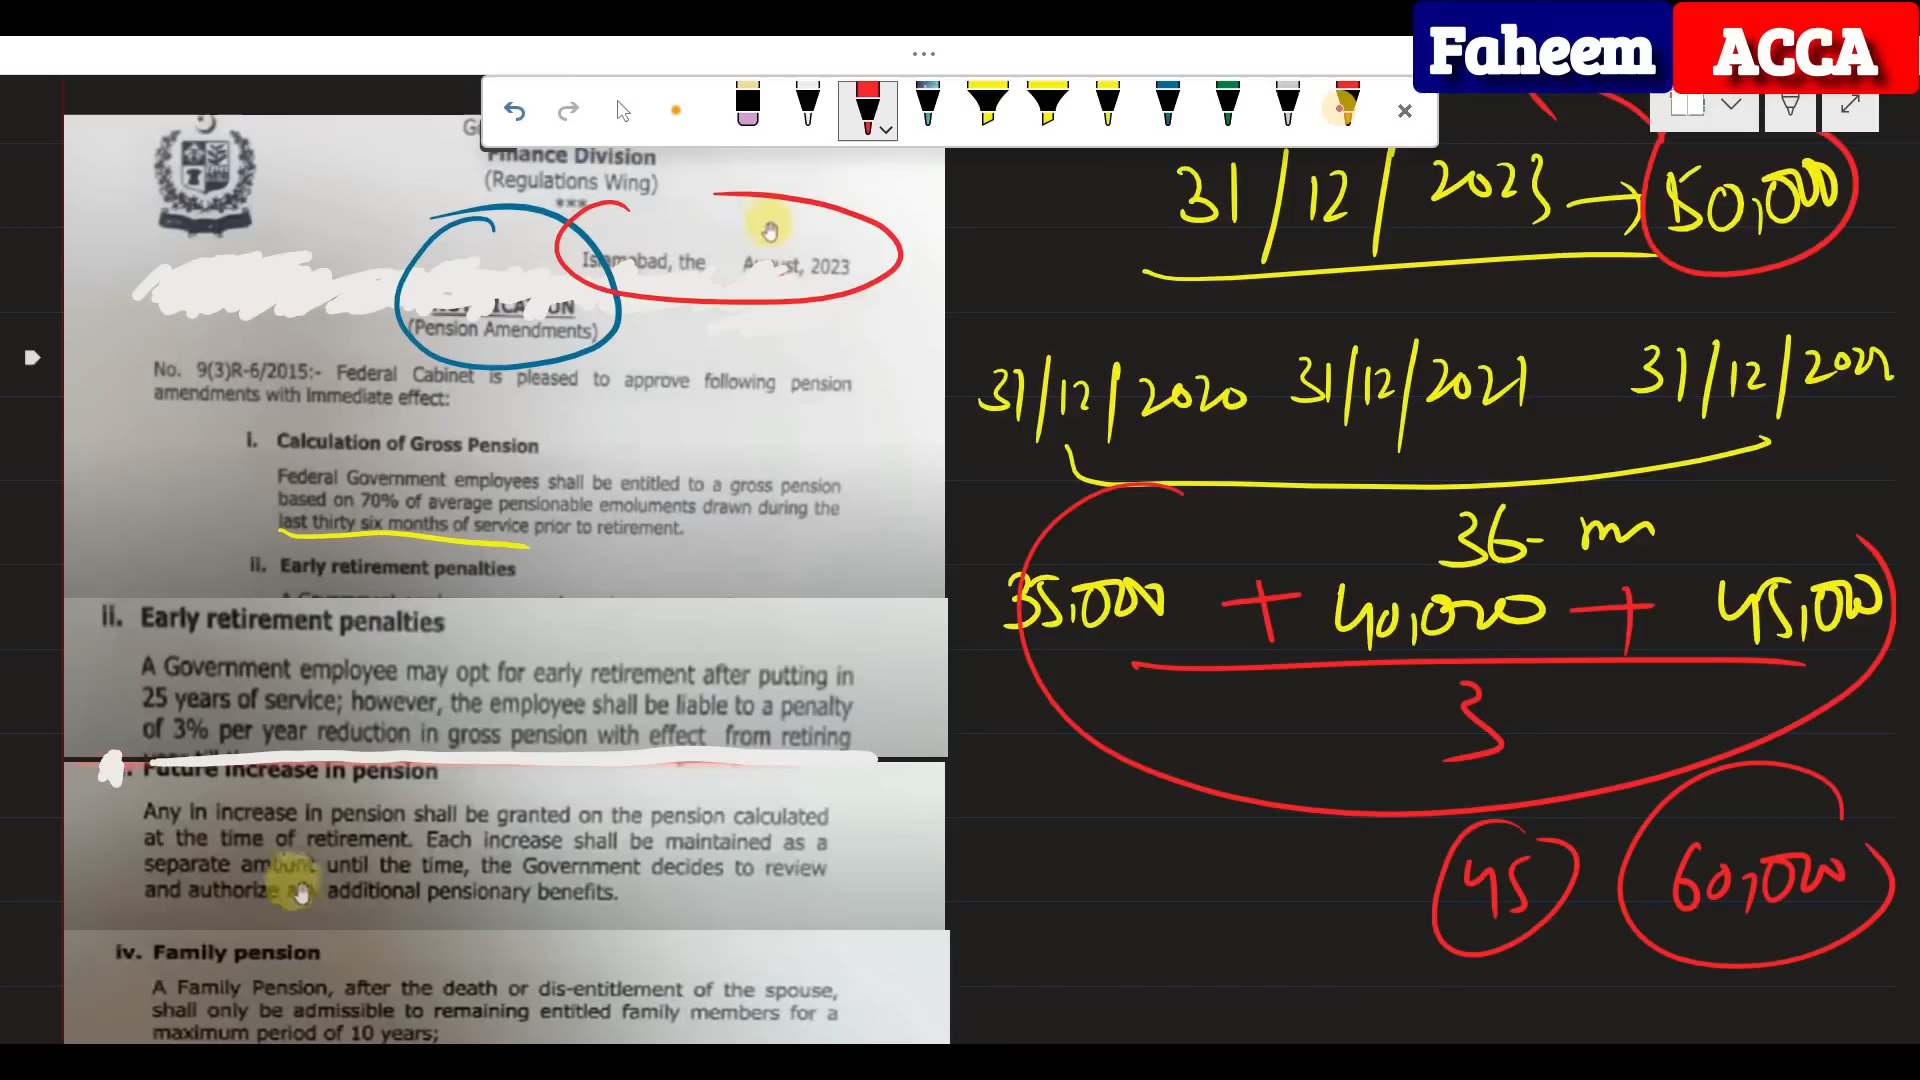 Faheem ACCA
Finance Division
(Regulations Wing)
***
Islamabad, the August, 2023
(Pension Amendments)
No. 9(3)R-6/2015:- Federal Cabinet is pleased to approve following pension
amendments with immediate effect:
i. Calculation of Gross Pension
Federal Government employees shall be entitled to a gross pension
based on 70% of average pensionable emoluments drawn during the
last thirty six months of service prior to retirement.
ii. Early retirement penalties
ii. Early retirement penalties
A Government employee may opt for early retirement after putting in
25 years of service; however, the employee shall be liable to a penalty
of 3% per year reduction in gross pension with effect from retiring
Future increase in pension
Any in increase in pension shall be granted on the pension calculated
at the time of retirement. Each increase shall be maintained as a
separate amount until the time, the Government decides to review
and authorize any additional pensionary benefits.
iv. Family pension
A Family Pension, after the death or dis-entitlement of the spouse,
shall only be admissible to remaining entitled family members for a
maximum period of 10 years;
31/12/2023 → 50,000
31/12/2020 31/12/2021 31/12/2022
36- m
35,000 + 40,000 + 45,000
3
45 60,000